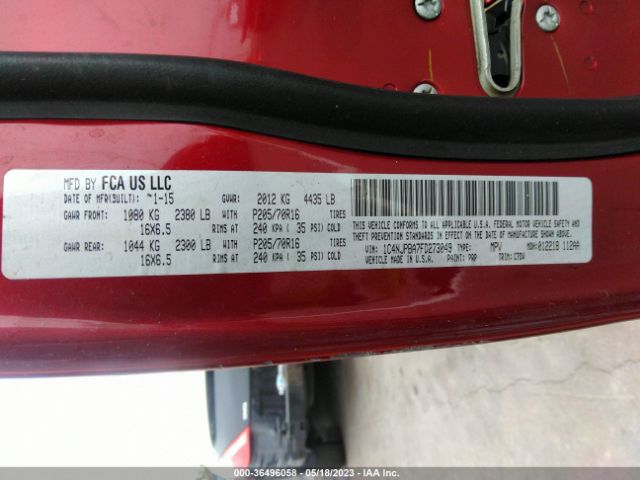 MFD BY FCA US LLC
DATE OF MFR(BUILT): 1-15 GVWR: 2012 KG 4435 LB
GAWR FRONT: 1080 KG 2380 LB WITH P205/70R16 TIRES
16X6.5 RIMS AT 240 KPA ( 35 PSI) COLD
GAWR REAR: 1044 KG 2300 LB WITH P205/70R16 TIRES
16X6.5 RIMS AT 240 KPA ( 35 PSI) COLD
THIS VEHICLE CONFORMS TO ALL APPLICABLE U.S.A. FEDERAL MOTOR VEHICLE SAFETY
AND THEFT PREVENTION STANDARDS IN EFFECT ON THE DATE OF MANUFACTURE SHOWN ABOVE.
VIN: 1C4NJPBA7FD273049 TYPE: MPV MDH: 012218 112AA
VEHICLE MADE IN U.S.A. PAINT: PRP TRIM:
0-36496058 - 05/18/2023 - IAA Inc.